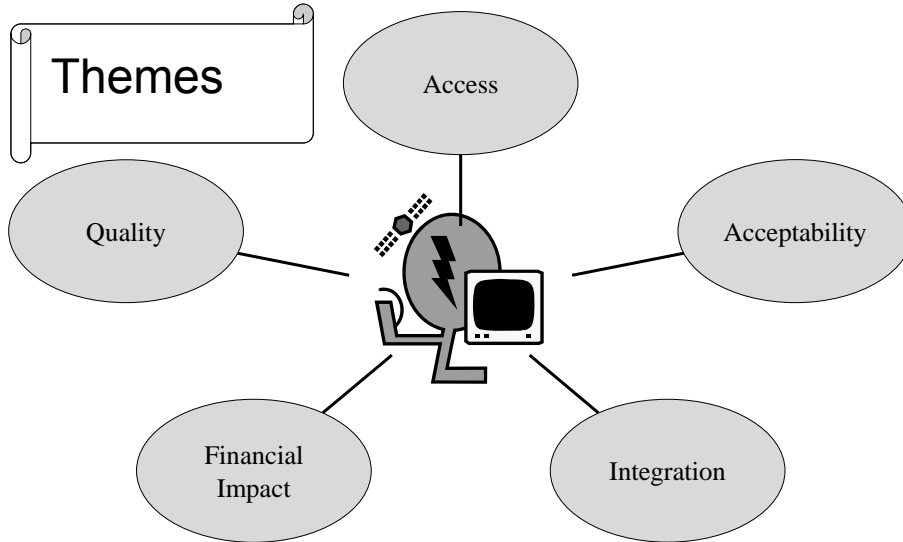 Themes
Access
Quality
Acceptability
Financial
Impact
Integration